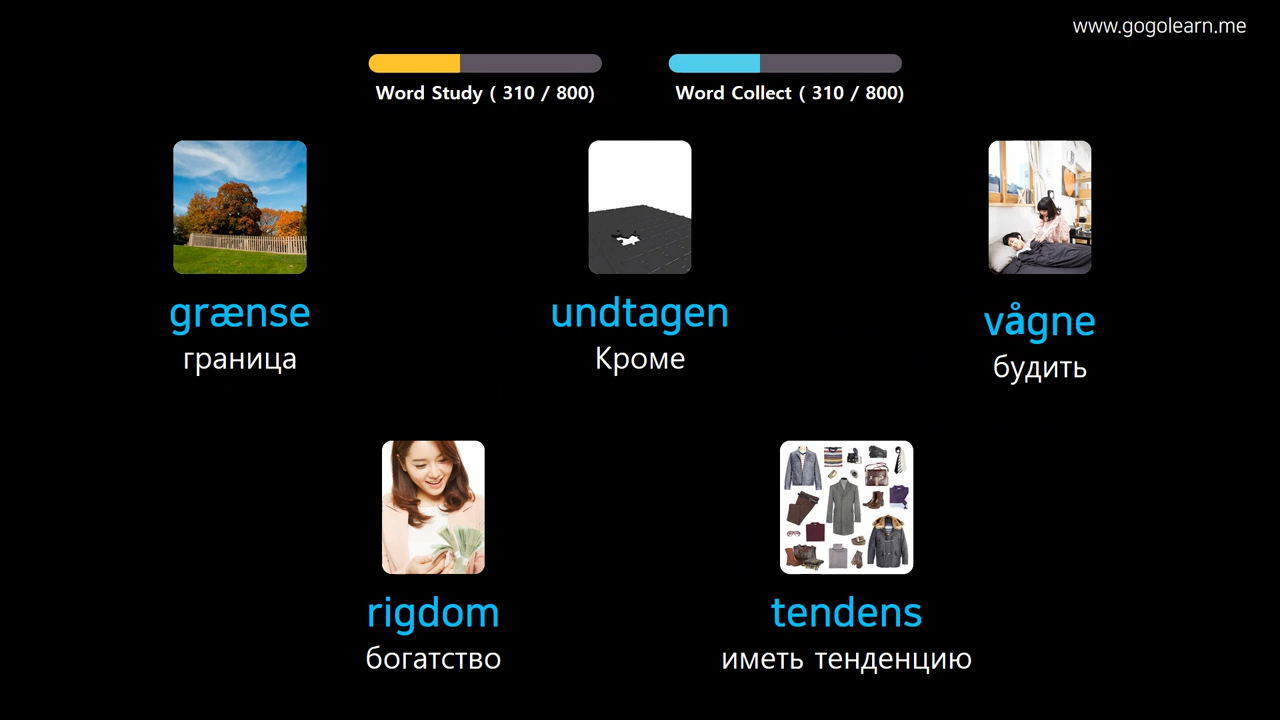 www.gogolearn.me
Word Study ( 310 / 800)
Word Collect ( 310 / 800)
grænse
граница
undtagen
Кроме
vågne
будить
rigdom
богатство
tendens
иметь тенденцию